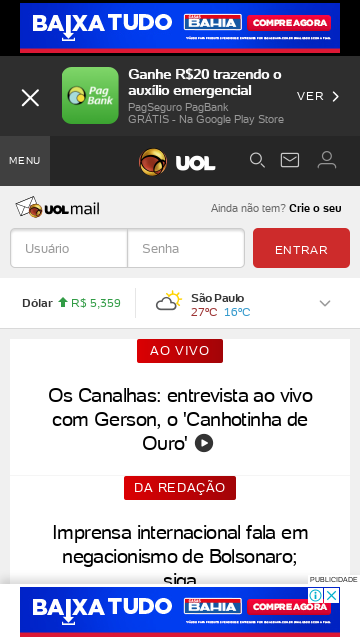 BAIXA TUDO
CASAS BAHIA
COMPRE AGORA
Ganhe R$20 trazendo o
auxílio emergencial
Pag Bank
PagSeguro PagBank
GRÁTIS - Na Google Play Store
VER
MENU
UOL
UOL mail
Ainda não tem? Crie o seu
Usuário
Senha
ENTRAR
Dólar R$ 5,359
São Paulo
27ºC 16ºC
AO VIVO
Os Canalhas: entrevista ao vivo
com Gerson, o 'Canhotinha de
Ouro'
DA REDAÇÃO
Imprensa internacional fala em
negacionismo de Bolsonaro;
siga
PUBLICIDADE
BAIXA TUDO
CASAS BAHIA
COMPRE AGORA